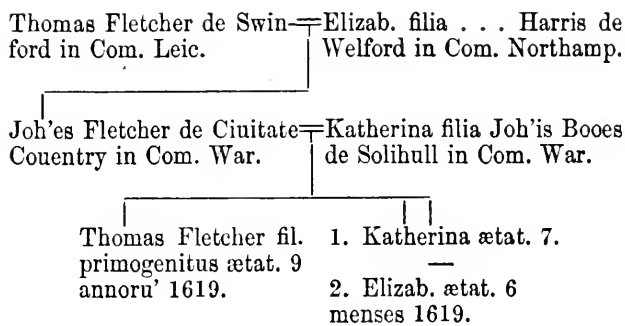 Thomas Fletcher de Swin-
ford in Com. Leic.
Elizab. filia . . . Harris de
Welford in Com. Northamp.
Joh'es Fletcher de Ciuitate
Couentry in Com. War.
Katherina filia Joh'is Booes
de Solihull in Com. War.
Thomas Fletcher fil.
primogenitus ætat. 9
annoru' 1619.
1. Katherina ætat. 7.
2. Elizab. ætat. 6
menses 1619.